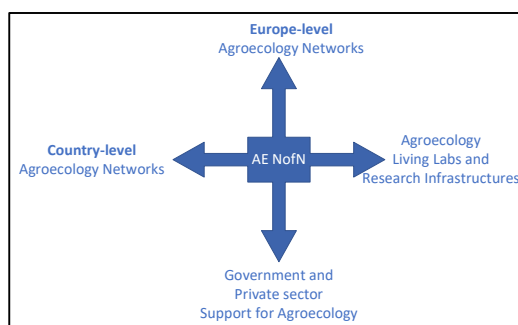 Europe-level
Agroecology Networks
Country-level
Agroecology Networks
AE NofN
Agroecology
Living Labs and
Research Infrastructures
Government and
Private sector
Support for Agroecology